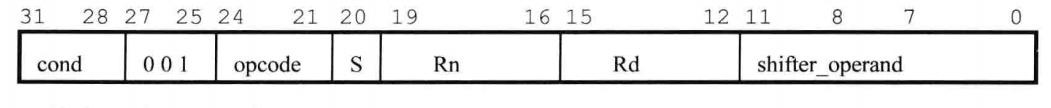 31 28 27 25 24 21 20 19 16 15 12 11 8 7 0
cond 0 0 1 opcode S Rn Rd shifter_operand